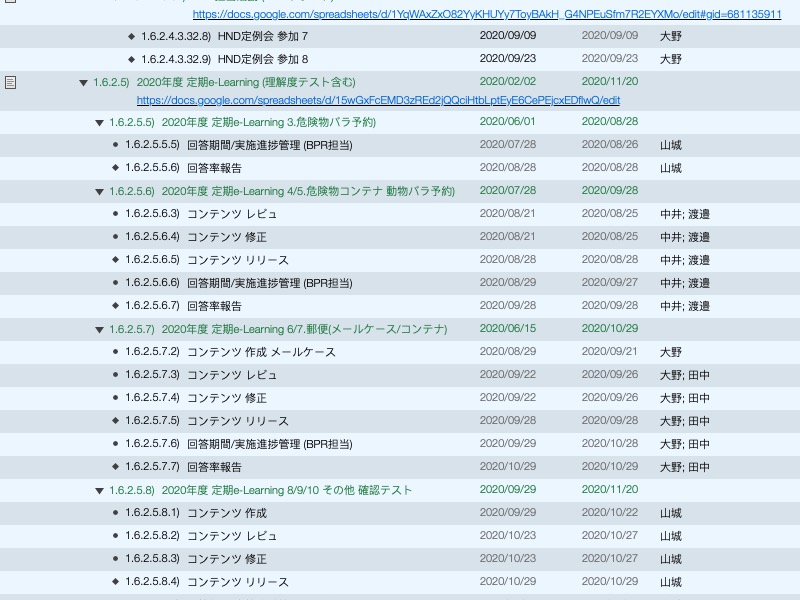 https://docs.google.com/spreadsheets/d/1YqWAxZxO82YyKHUYy7ToyBAkH_G4NPEuSfm7R2EYXMo/edit#gid=681135911
1.6.2.4.3.32.8) HND定例会 参加 7 2020/09/09 2020/09/09 大野
1.6.2.4.3.32.9) HND定例会 参加 8 2020/09/23 2020/09/23 大野
1.6.2.5) 2020年度 定期e-Learning (理解度テスト含む) 2020/02/02 2020/11/20
https://docs.google.com/spreadsheets/d/15wGxFcEMD3zREd2jQQciHtbLptEyE6CePEjcxEDfiwQ/edit
1.6.2.5.5) 2020年度 定期e-Learning 3.危険物バラ予約) 2020/06/01 2020/08/28
1.6.2.5.5.5) 回答期間/実施進捗管理 (BPR担当) 2020/07/28 2020/08/26 山城
1.6.2.5.5.6) 回答率報告 2020/08/28 2020/08/28 山城
1.6.2.5.6) 2020年度 定期e-Learning 4/5.危険物コンテナ 動物バラ予約) 2020/07/28 2020/09/28
1.6.2.5.6.3) コンテンツ レビュ 2020/08/21 2020/08/25 中井; 渡邉
1.6.2.5.6.4) コンテンツ 修正 2020/08/21 2020/08/25 中井; 渡邉
1.6.2.5.6.5) コンテンツ リリース 2020/08/28 2020/08/28 中井; 渡邉
1.6.2.5.6.6) 回答期間/実施進捗管理 (BPR担当) 2020/08/29 2020/09/27 中井; 渡邉
1.6.2.5.6.7) 回答率報告 2020/09/28 2020/09/28 中井; 渡邉
1.6.2.5.7) 2020年度 定期e-Learning 6/7.郵便(メールケース/コンテナ) 2020/06/15 2020/10/29
1.6.2.5.7.2) コンテンツ 作成 メールケース 2020/08/29 2020/09/21 大野
1.6.2.5.7.3) コンテンツ レビュ 2020/09/22 2020/09/26 大野; 田中
1.6.2.5.7.4) コンテンツ 修正 2020/09/22 2020/09/26 大野; 田中
1.6.2.5.7.5) コンテンツ リリース 2020/09/28 2020/09/28 大野; 田中
1.6.2.5.7.6) 回答期間/実施進捗管理 (BPR担当) 2020/09/29 2020/10/28 大野; 田中
1.6.2.5.7.7) 回答率報告 2020/10/29 2020/10/29 大野; 田中
1.6.2.5.8) 2020年度 定期e-Learning 8/9/10 その他 確認テスト 2020/09/29 2020/11/20
1.6.2.5.8.1) コンテンツ 作成 2020/09/29 2020/10/22 山城
1.6.2.5.8.2) コンテンツ レビュ 2020/10/23 2020/10/27 山城
1.6.2.5.8.3) コンテンツ 修正 2020/10/23 2020/10/27 山城
1.6.2.5.8.4) コンテンツ リリース 2020/10/29 2020/10/29 山城